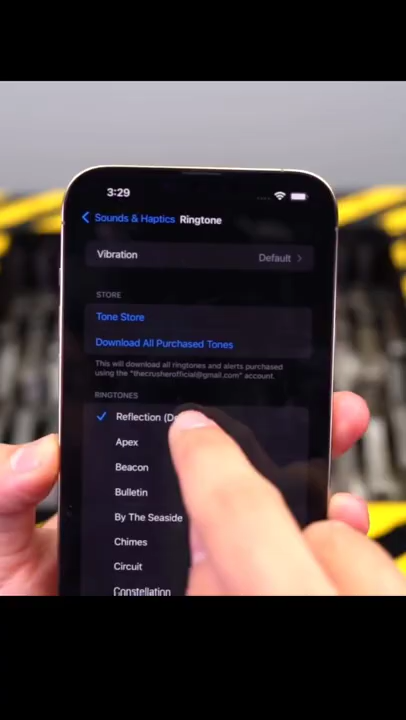 3:29
Sounds & Haptics Ringtone
Vibration Default
STORE
Tone Store
Download All Purchased Tones
This will download all ringtones and alerts purchased
using the "thecrusherofficial@gmail.com" account.
RINGTONES
Reflection (De
Apex
Beacon
Bulletin
By The Seaside
Chimes
Circuit
Constellation